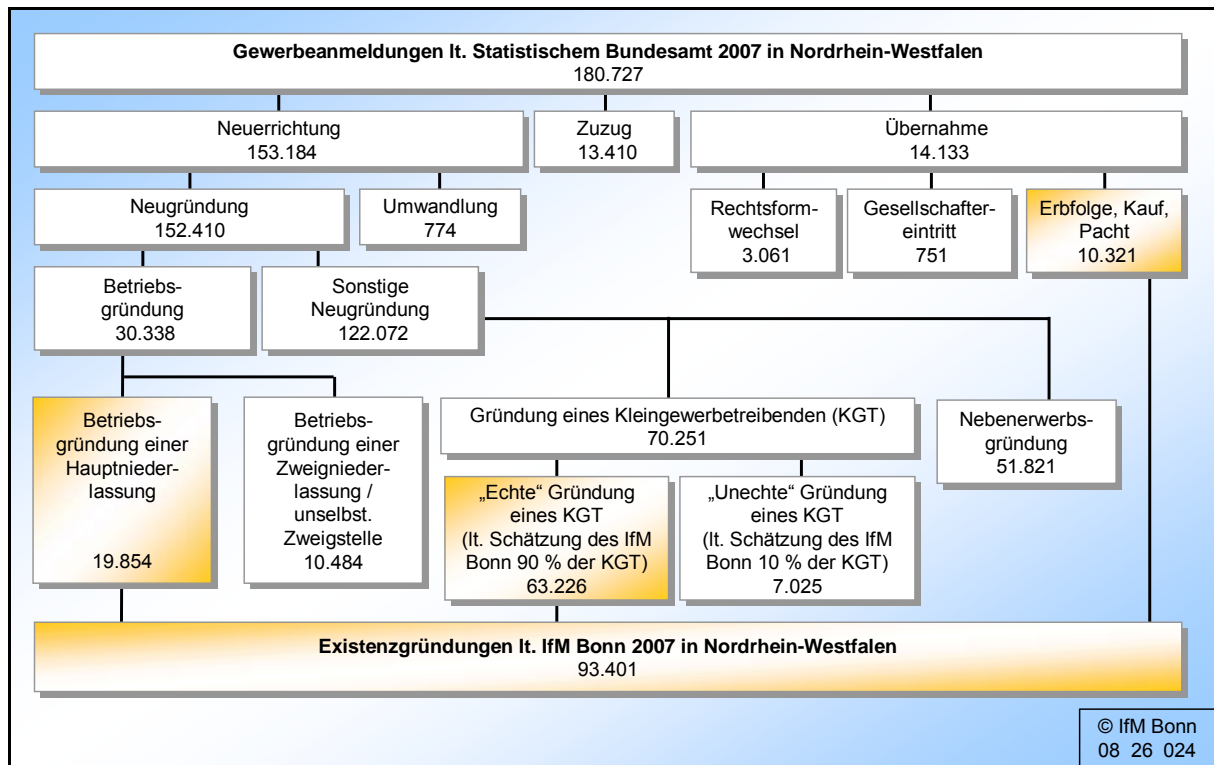 Gewerbeanmeldungen lt. Statistischem Bundesamt 2007 in Nordrhein-Westfalen
180.727
Neuerrichtung
153.184
Zuzug
13.410
Übernahme
14.133
Neugründung
152.410
Umwandlung
774
Rechtsform-
wechsel
3.061
Gesellschafter-
eintritt
751
Erbfolge, Kauf,
Pacht
10.321
Betriebs-
gründung
30.338
Sonstige
Neugründung
122.072
Betriebs-
gründung einer
Hauptnieder-
lassung
19.854
Betriebs-
gründung einer
Zweignieder-
lassung /
unselbst.
Zweigstelle
10.484
Gründung eines Kleingewerbetreibenden (KGT)
70.251
Nebenerwerbs-
gründung
51.821
„Echte“ Gründung
eines KGT
(lt. Schätzung des IfM
Bonn 90 % der KGT)
63.226
„Unechte“ Gründung
eines KGT
(lt. Schätzung des IfM
Bonn 10 % der KGT)
7.025
Existenzgründungen lt. IfM Bonn 2007 in Nordrhein-Westfalen
93.401
© IfM Bonn
08 26 024